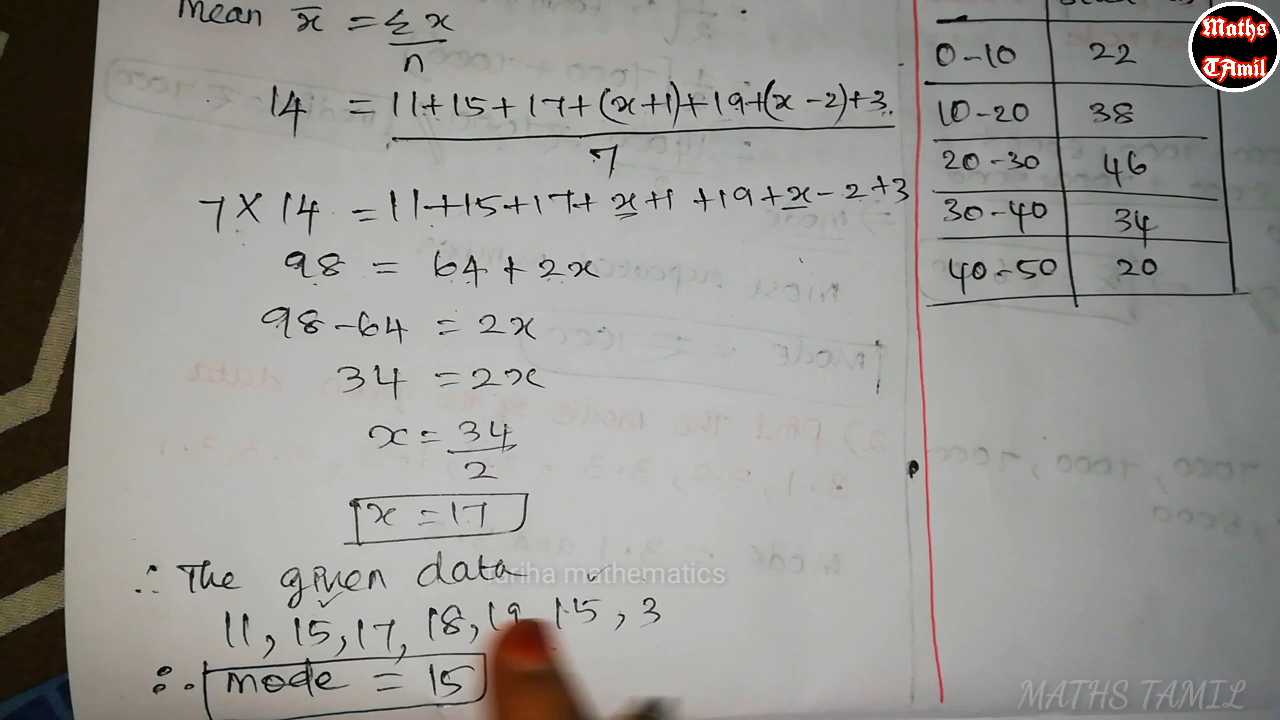 Mean x̄ = Σx
n
14 = 11+15+17+(x+1)+19+(x-2)+3
7
7 × 14 = 11+15+17+x+1+19+x-2+3
98 = 64+2x
98-64 = 2x
34 = 2x
x = 34
2
x = 17
∴ The given data
11, 15, 17, 18, 19, 15, 3
∴ mode = 15
0-10 22
10-20 38
20-30 46
30-40 34
40-50 20
Maths
TAmil
mathematics
MATHS TAMIL